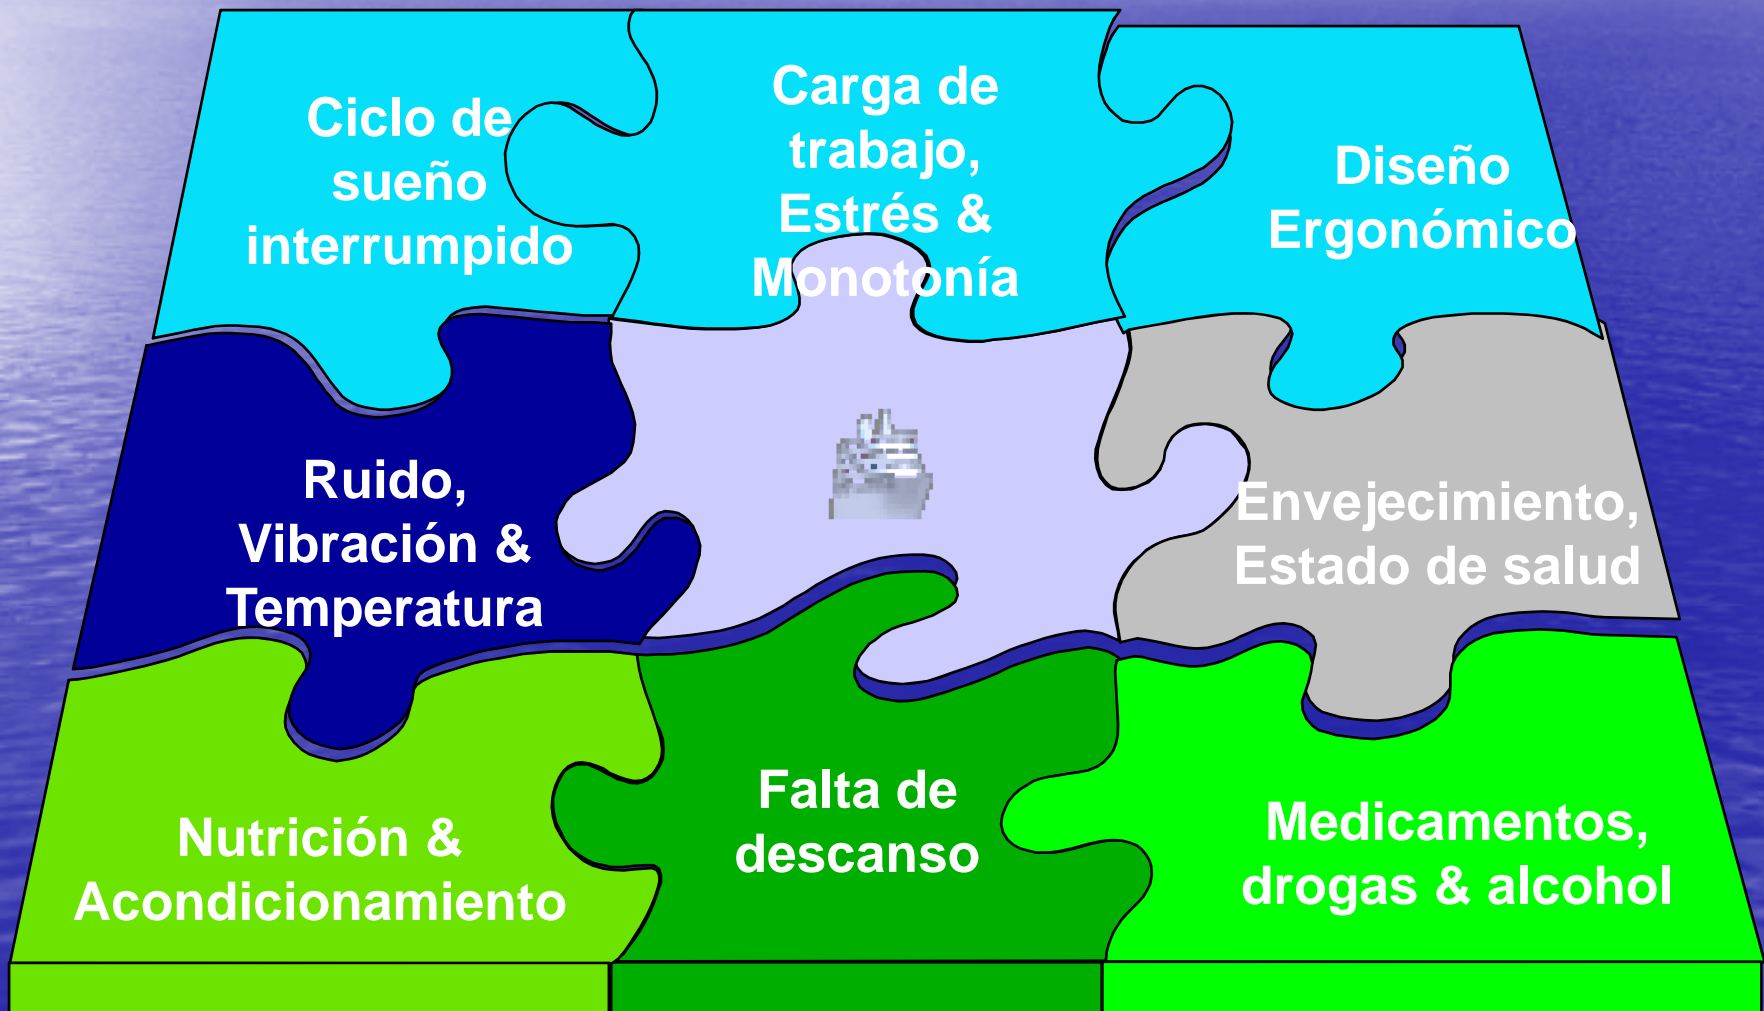 Ciclo de
sueño
interrumpido
Carga de
trabajo,
Estrés &
Monotonía
Diseño
Ergonómico
Ruido,
Vibración &
Temperatura
Envejecimiento,
Estado de salud
Nutrición &
Acondicionamiento
Falta de
descanso
Medicamentos,
drogas & alcohol